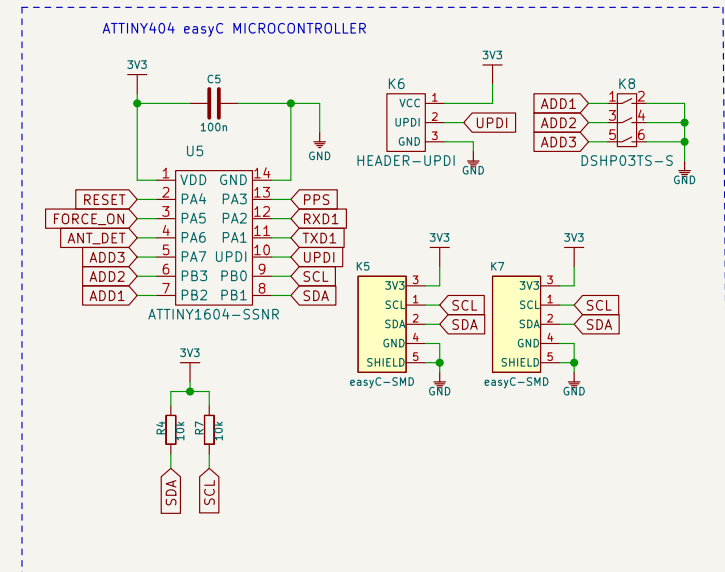 ATTINY404 easyC MICROCONTROLLER
3V3
C5
100n
GND
U5
1 VDD GND 14
RESET 2 PA4 PA3 13 PPS
FORCE_ON 3 PA5 PA2 12 RXD1
ANT_DET 4 PA6 PA1 11 TXD1
ADD3 5 PA7 UPDI 10 UPDI
ADD2 6 PB3 PB0 9 SCL
ADD1 7 PB2 PB1 8 SDA
ATTINY1604-SSNR
3V3
K6
VCC 1
UPDI 2 UPDI
GND 3
HEADER-UPDI
GND
K8
ADD1 1 2
ADD2 3 4
ADD3 5 6
DSHP03TS-S
GND
3V3
K5
3V3 3
SCL 1 SCL
SDA 2 SDA
GND 4
SHIELD 5
easyC-SMD
GND
3V3
K7
3V3 3
SCL 1 SCL
SDA 2 SDA
GND 4
SHIELD 5
easyC-SMD
GND
3V3
R4
10k
R7
10k
SDA
SCL